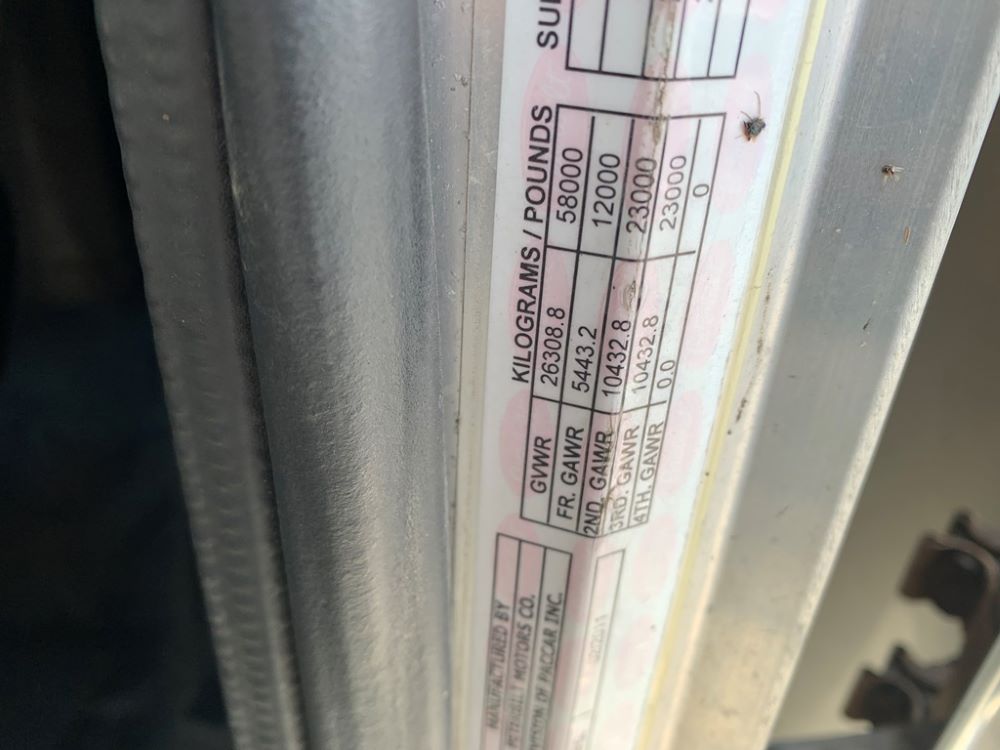 SU
KILOGRAMS / POUNDS
GVWR 26308.8 58000
FR. GAWR 5443.2 12000
2ND. GAWR 10432.8 23000
3RD. GAWR 10432.8 23000
4TH. GAWR 0.0 0
MANUFACTURED BY
PETERBILT MOTORS CO.
DIVISION OF PACCAR INC.